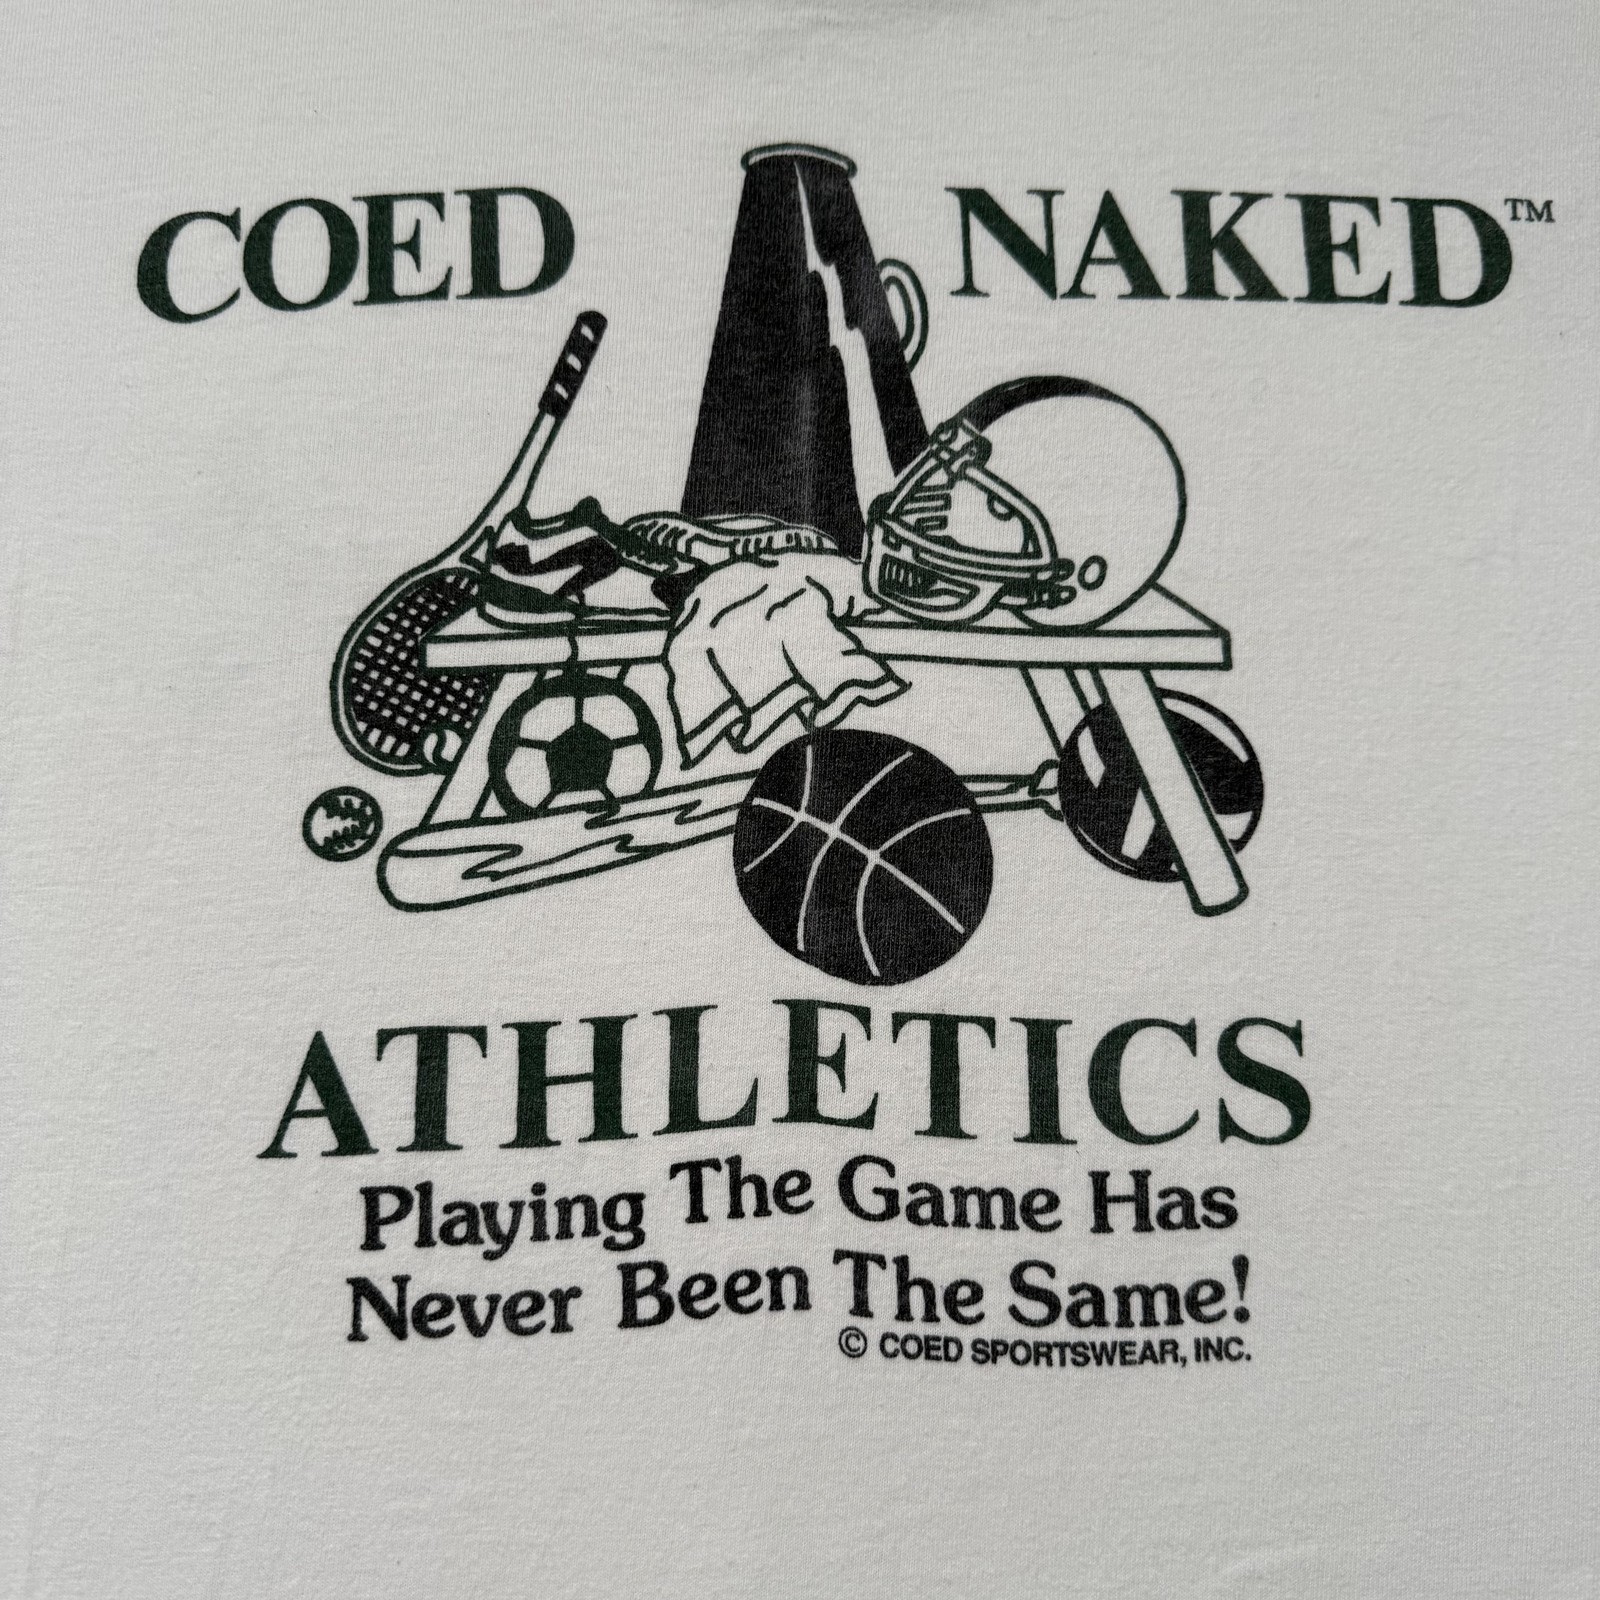 COED NAKED™
ATHLETICS
Playing The Game Has
Never Been The Same!
© COED SPORTSWEAR, INC.